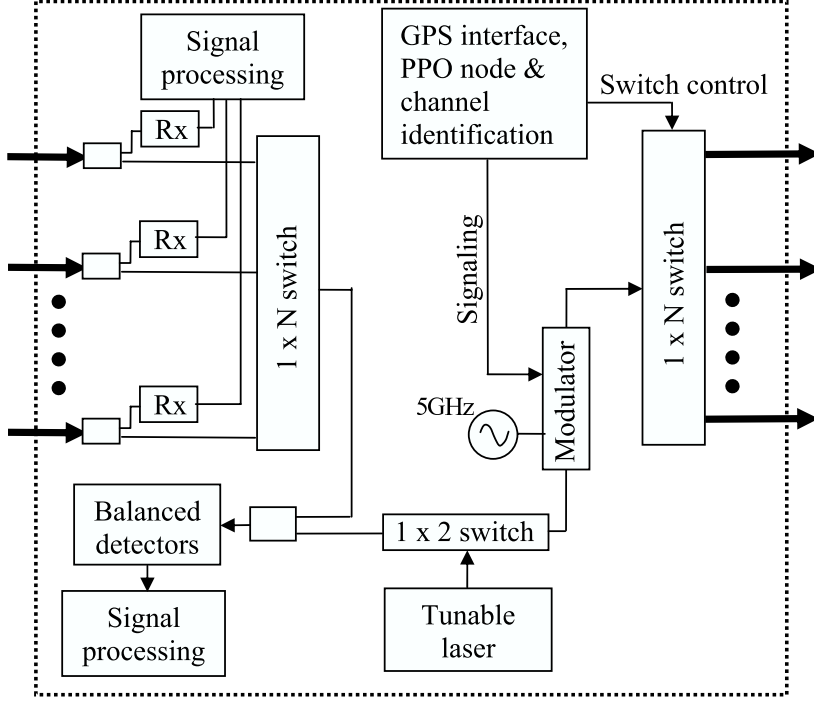 Signal
processing
GPS interface,
PPO node &
channel
identification
Switch control
Rx
Rx
Rx
1 x N switch
Signaling
5GHz
Modulator
1 x N switch
Balanced
detectors
1 x 2 switch
Signal
processing
Tunable
laser